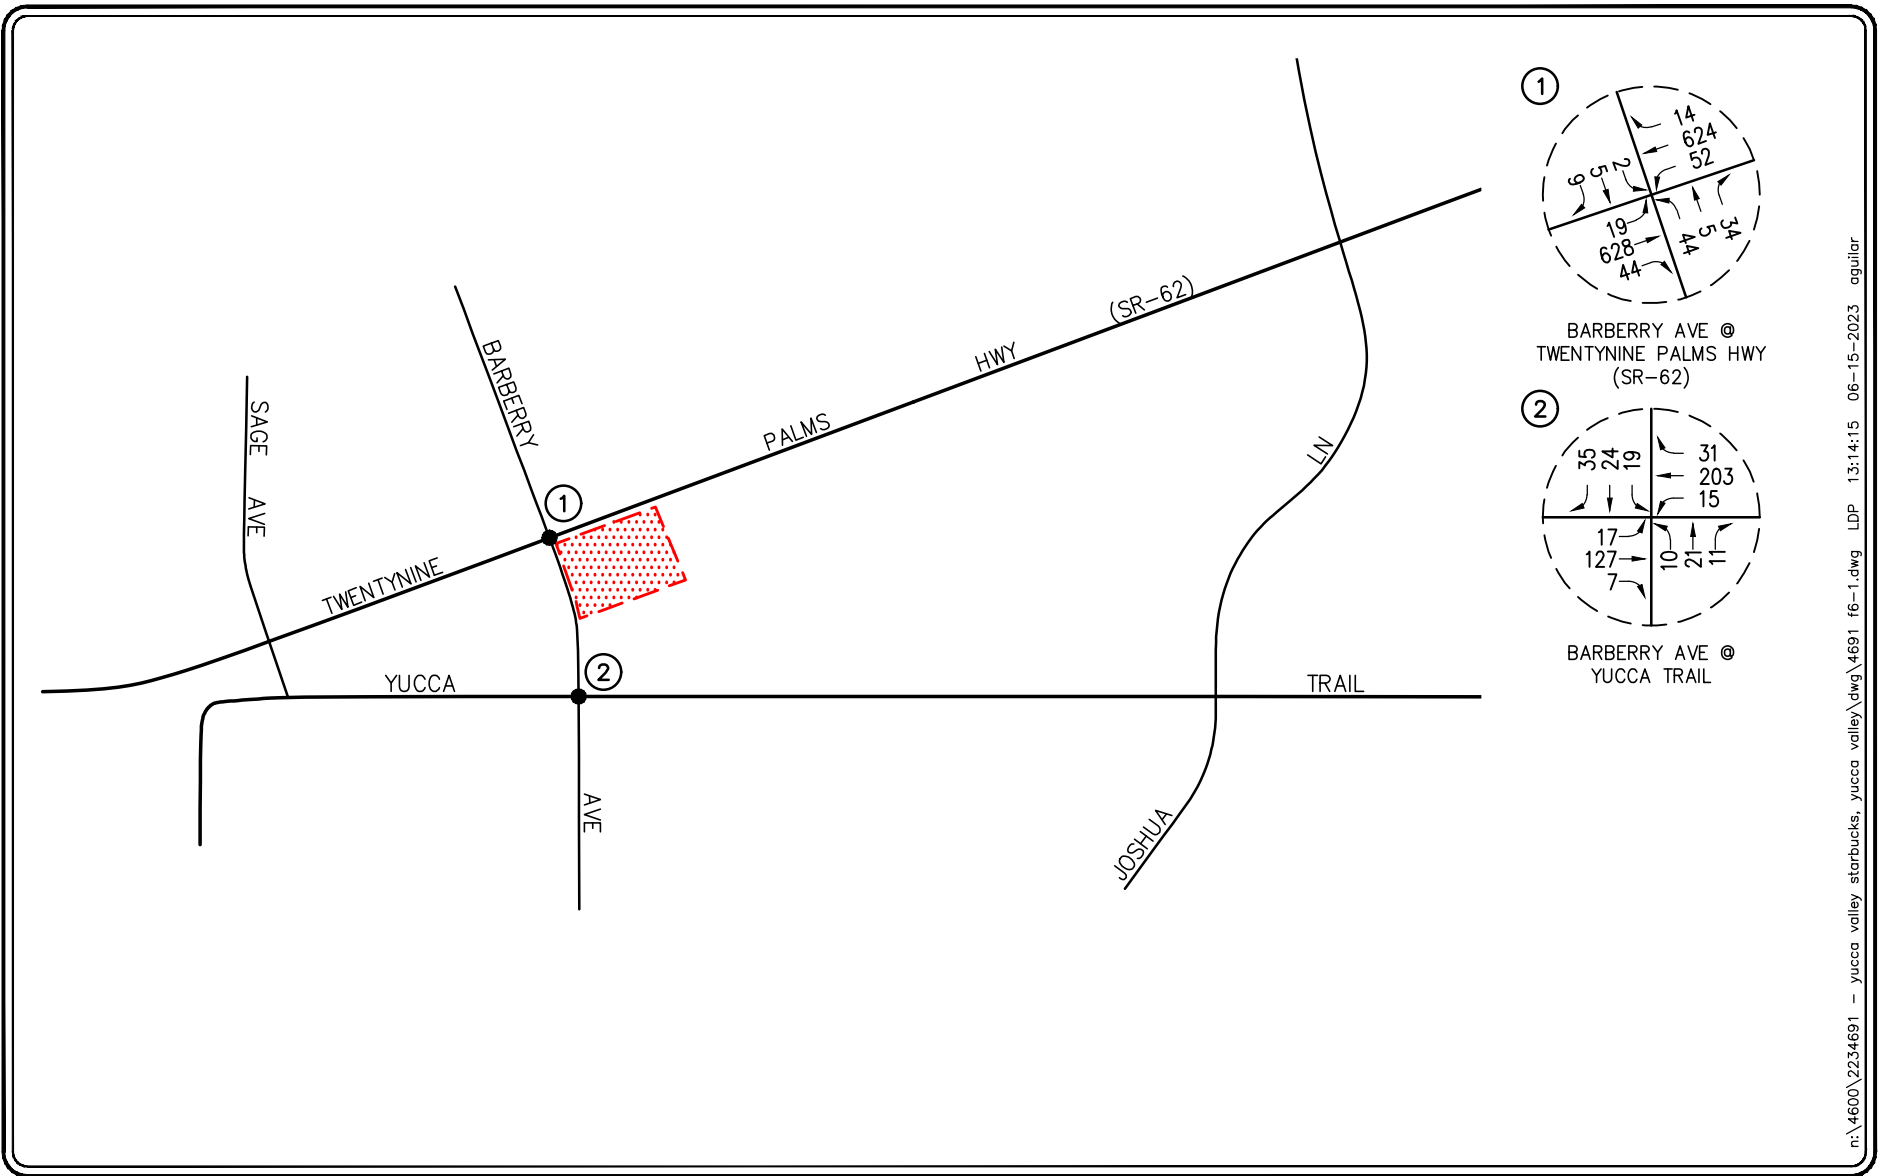 1
14
624
52
2
5
9
19
628
44
44
5
34
BARBERRY AVE @
TWENTYNINE PALMS HWY
(SR-62)
2
35
24
19
31
203
15
17
127
7
10
21
11
BARBERRY AVE @
YUCCA TRAIL
SAGE AVE
BARBERRY AVE
TWENTYNINE PALMS HWY (SR-62)
JOSHUA LN
YUCCA TRAIL
1
2
n:\4600\2234691 - yucca valley starbucks, yucca valley\dwg\4691 f6-1.dwg LDP 13:14:15 06-15-2023 aguilar